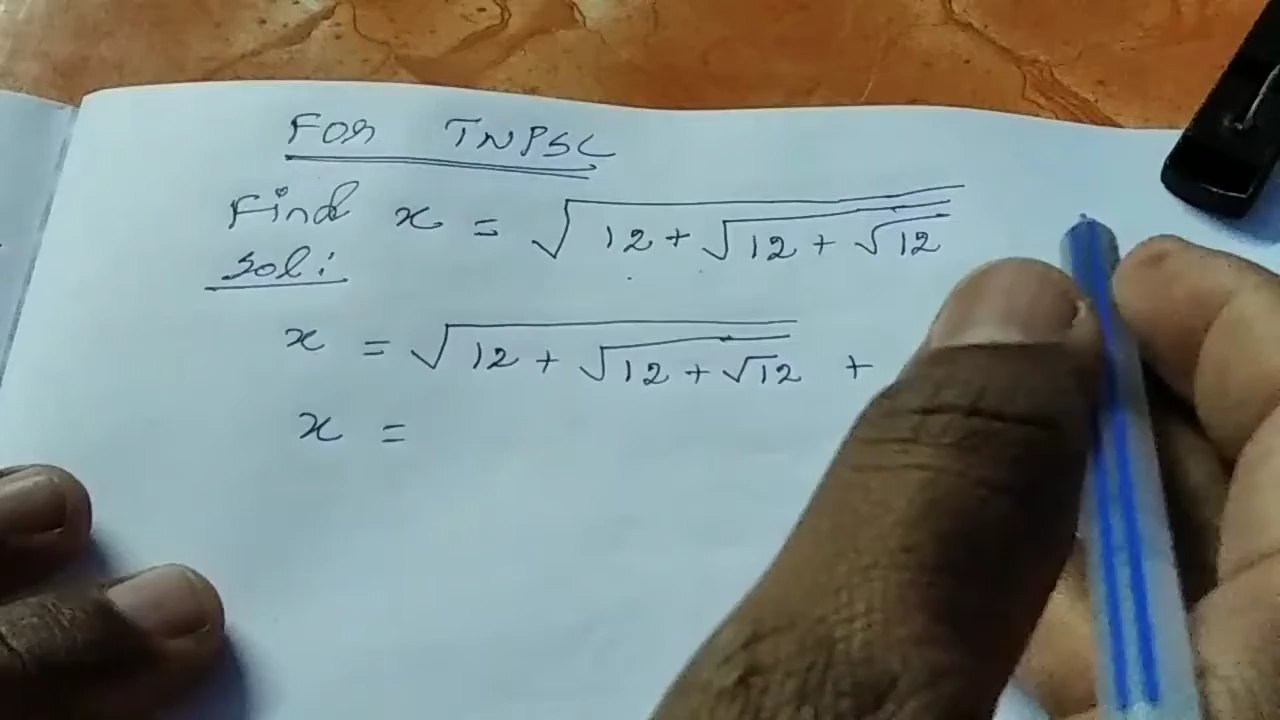 For TNPSC
Find x = √(12 + √(12 + √12))
Sol:
x = √(12 + √(12 + √12)) +
x =